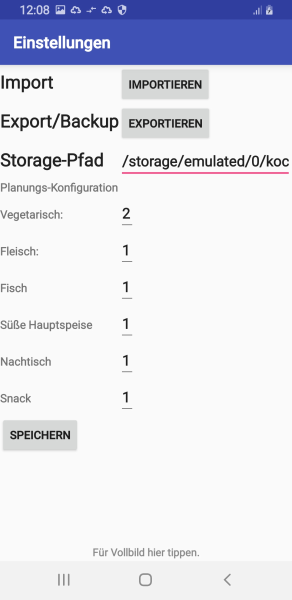 12:08
Einstellungen
Import IMPORTIEREN
Export/Backup EXPORTIEREN
Storage-Pfad /storage/emulated/0/koc
Planungs-Konfiguration
Vegetarisch: 2
Fleisch: 1
Fisch 1
Süße Hauptspeise 1
Nachtisch 1
Snack 1
SPEICHERN
Für Vollbild hier tippen.